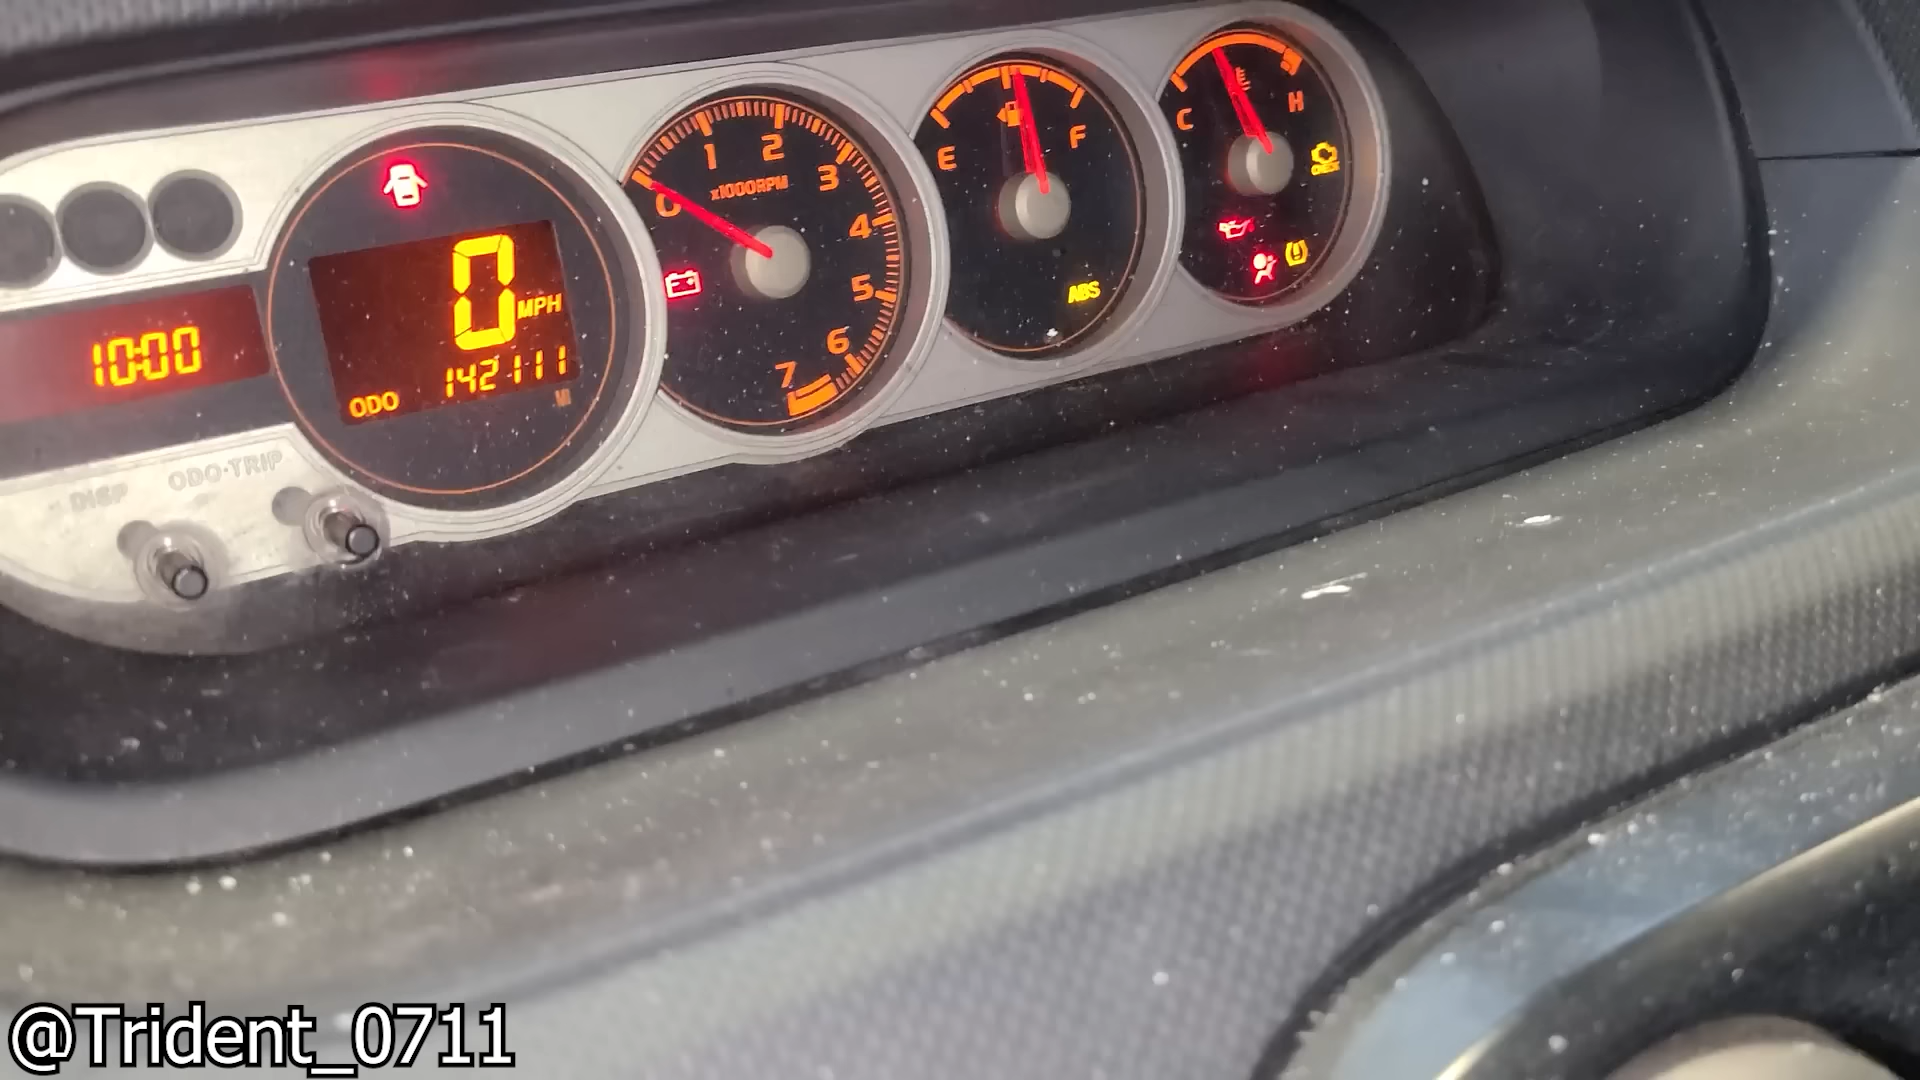 10:00
0 MPH
ODO 142111
MI
DISP
ODO·TRIP
0 1 2 3 4 5 6 7
x1000RPM
E F
ABS
C H
CHECK
@Trident_0711